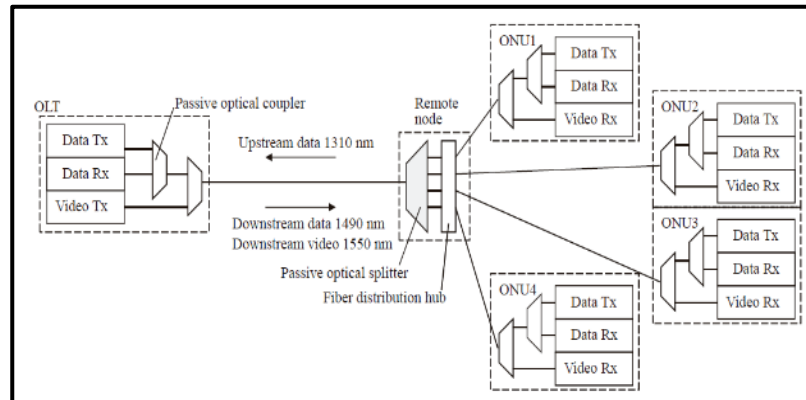 OLT
Passive optical coupler
Data Tx
Data Rx
Video Tx
Upstream data 1310 nm
Downstream data 1490 nm
Downstream video 1550 nm
Passive optical splitter
Fiber distribution hub
Remote
node
ONU1
Data Tx
Data Rx
Video Rx
ONU2
Data Tx
Data Rx
Video Rx
ONU3
Data Tx
Data Rx
Video Rx
ONU4
Data Tx
Data Rx
Video Rx